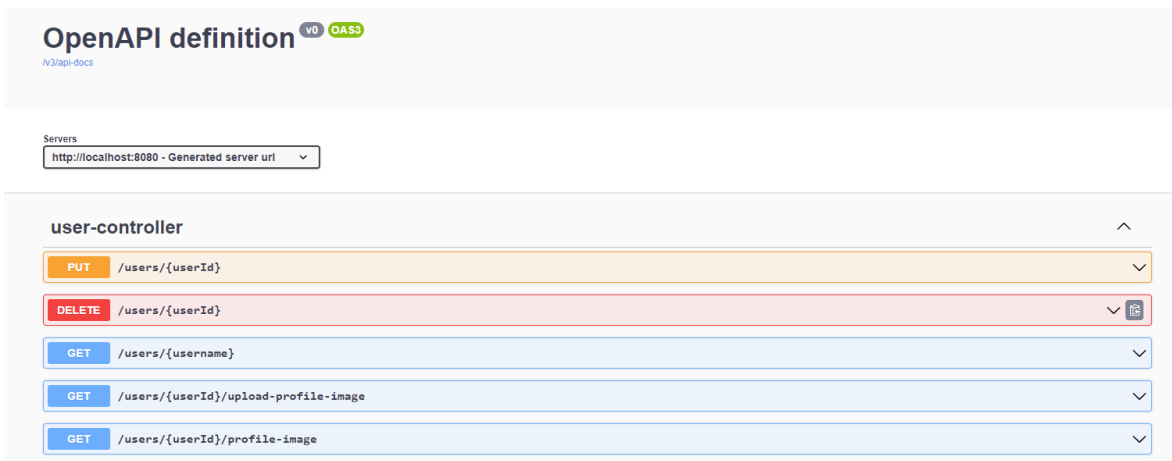 OpenAPI definition v0 OAS3
/v3/api-docs
Servers
http://localhost:8080 - Generated server url
user-controller
PUT /users/{userId}
DELETE /users/{userId}
GET /users/{username}
GET /users/{userId}/upload-profile-image
GET /users/{userId}/profile-image